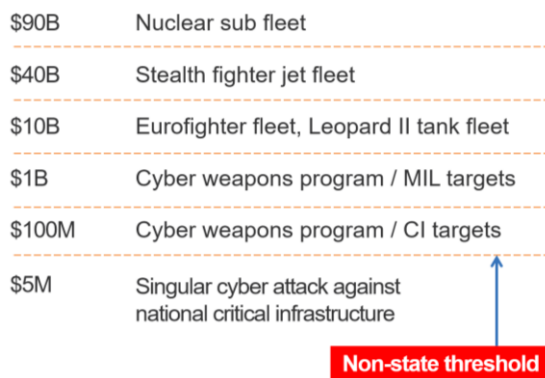 $90B Nuclear sub fleet
$40B Stealth fighter jet fleet
$10B Eurofighter fleet, Leopard II tank fleet
$1B Cyber weapons program / MIL targets
$100M Cyber weapons program / CI targets
$5M Singular cyber attack against
national critical infrastructure
Non-state threshold